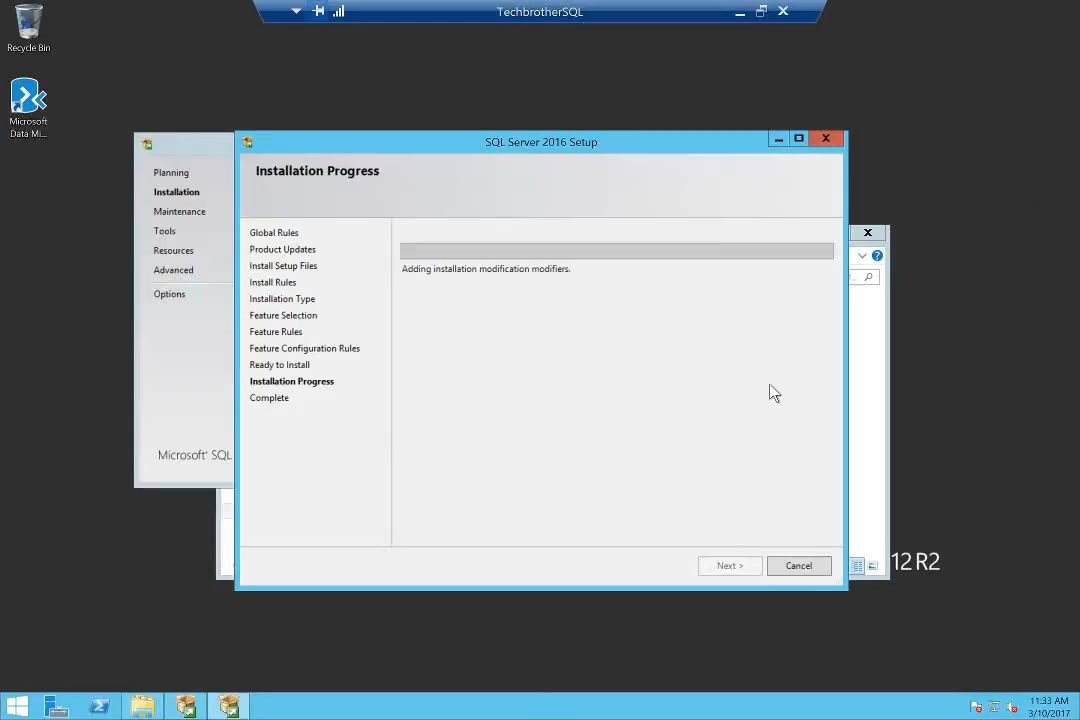 TechbrotherSQL
Recycle Bin
Microsoft
Data Mi...
SQL Server 2016 Setup
Installation Progress
Planning
Installation
Maintenance
Tools
Resources
Advanced
Options
Microsoft SQL
Global Rules
Product Updates
Install Setup Files
Install Rules
Installation Type
Feature Selection
Feature Rules
Feature Configuration Rules
Ready to Install
Installation Progress
Complete
Adding installation modification modifiers.
Next >
Cancel
12 R2
11:33 AM
3/10/2017